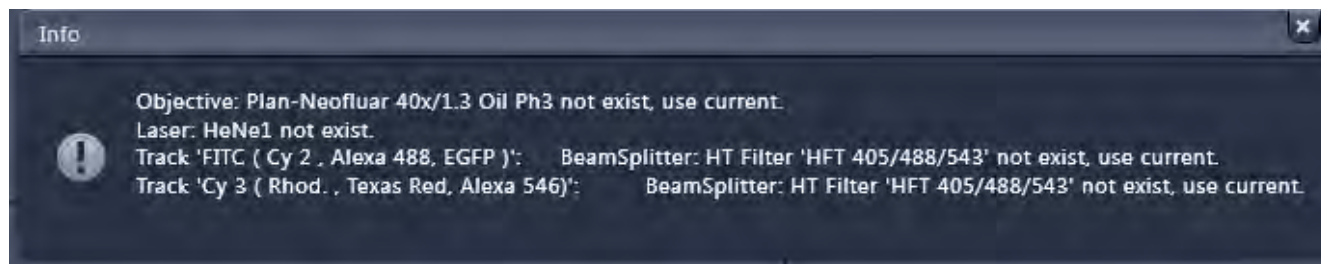 Info
Objective: Plan-Neofluar 40x/1.3 Oil Ph3 not exist, use current.
Laser: HeNe1 not exist.
Track 'FITC ( Cy 2 , Alexa 488, EGFP )': BeamSplitter: HT Filter 'HFT 405/488/543' not exist, use current.
Track 'Cy 3 ( Rhod. , Texas Red, Alexa 546)': BeamSplitter: HT Filter 'HFT 405/488/543' not exist, use current.